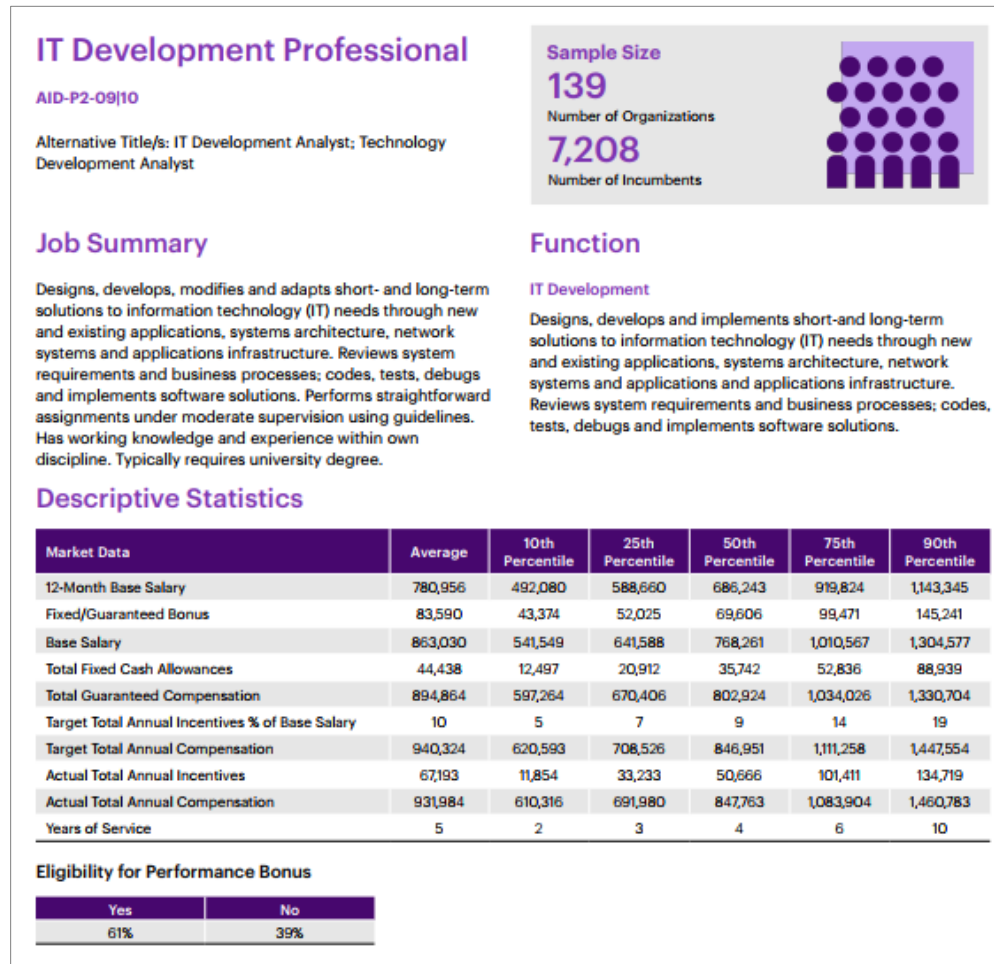 IT Development Professional
AID-P2-09|10
Alternative Title/s: IT Development Analyst; Technology
Development Analyst
Sample Size
139
Number of Organizations
7,208
Number of Incumbents
Job Summary
Designs, develops, modifies and adapts short- and long-term
solutions to information technology (IT) needs through new
and existing applications, systems architecture, network
systems and applications infrastructure. Reviews system
requirements and business processes; codes, tests, debugs
and implements software solutions. Performs straightforward
assignments under moderate supervision using guidelines.
Has working knowledge and experience within own
discipline. Typically requires university degree.
Function
IT Development
Designs, develops and implements short-and long-term
solutions to information technology (IT) needs through new
and existing applications, systems architecture, network
systems and applications and applications infrastructure.
Reviews system requirements and business processes; codes,
tests, debugs and implements software solutions.
Descriptive Statistics
Market Data Average 10th Percentile 25th Percentile 50th Percentile 75th Percentile 90th Percentile
12-Month Base Salary 780,956 492,080 588,660 686,243 919,824 1,143,345
Fixed/Guaranteed Bonus 83,590 43,374 52,025 69,606 99,471 145,241
Base Salary 863,030 541,549 641,588 768,261 1,010,567 1,304,577
Total Fixed Cash Allowances 44,438 12,497 20,912 35,742 52,836 88,939
Total Guaranteed Compensation 894,864 597,264 670,406 802,924 1,034,026 1,330,704
Target Total Annual Incentives % of Base Salary 10 5 7 9 14 19
Target Total Annual Compensation 940,324 620,593 708,526 846,951 1,111,258 1,447,554
Actual Total Annual Incentives 67,193 11,854 33,233 50,666 101,411 134,719
Actual Total Annual Compensation 931,984 610,316 691,980 847,763 1,083,904 1,460,783
Years of Service 5 2 3 4 6 10
Eligibility for Performance Bonus
Yes No
61% 39%